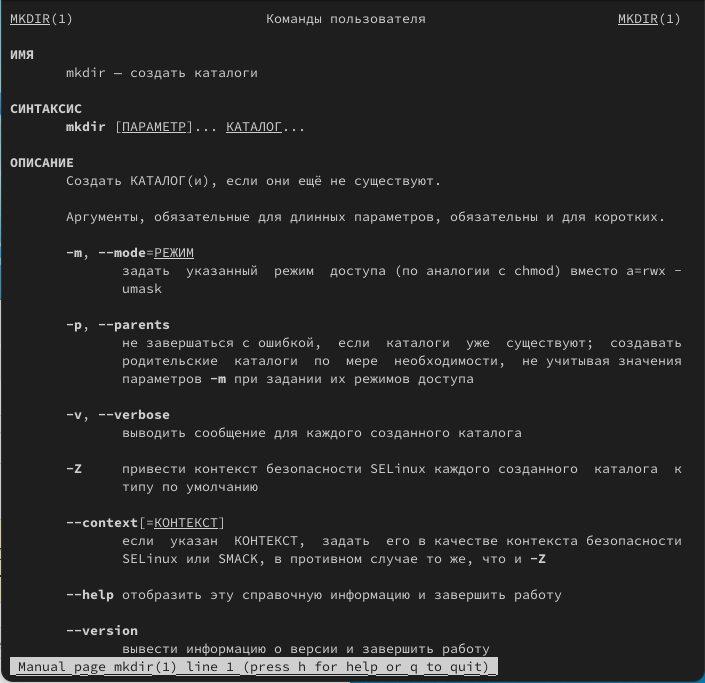 MKDIR(1) Команды пользователя MKDIR(1)
ИМЯ
mkdir — создать каталоги
СИНТАКСИС
mkdir [ПАРАМЕТР]... КАТАЛОГ...
ОПИСАНИЕ
Создать КАТАЛОГ(и), если они ещё не существуют.
Аргументы, обязательные для длинных параметров, обязательны и для коротких.
-m, --mode=РЕЖИМ
задать указанный режим доступа (по аналогии с chmod) вместо a=rwx -
umask
-p, --parents
не завершаться с ошибкой, если каталоги уже существуют; создавать
родительские каталоги по мере необходимости, не учитывая значения
параметров -m при задании их режимов доступа
-v, --verbose
выводить сообщение для каждого созданного каталога
-Z привести контекст безопасности SELinux каждого созданного каталога к
типу по умолчанию
--context[=КОНТЕКСТ]
если указан КОНТЕКСТ, задать его в качестве контекста безопасности
SELinux или SMACK, в противном случае то же, что и -Z
--help отобразить эту справочную информацию и завершить работу
--version
вывести информацию о версии и завершить работу
Manual page mkdir(1) line 1 (press h for help or q to quit)